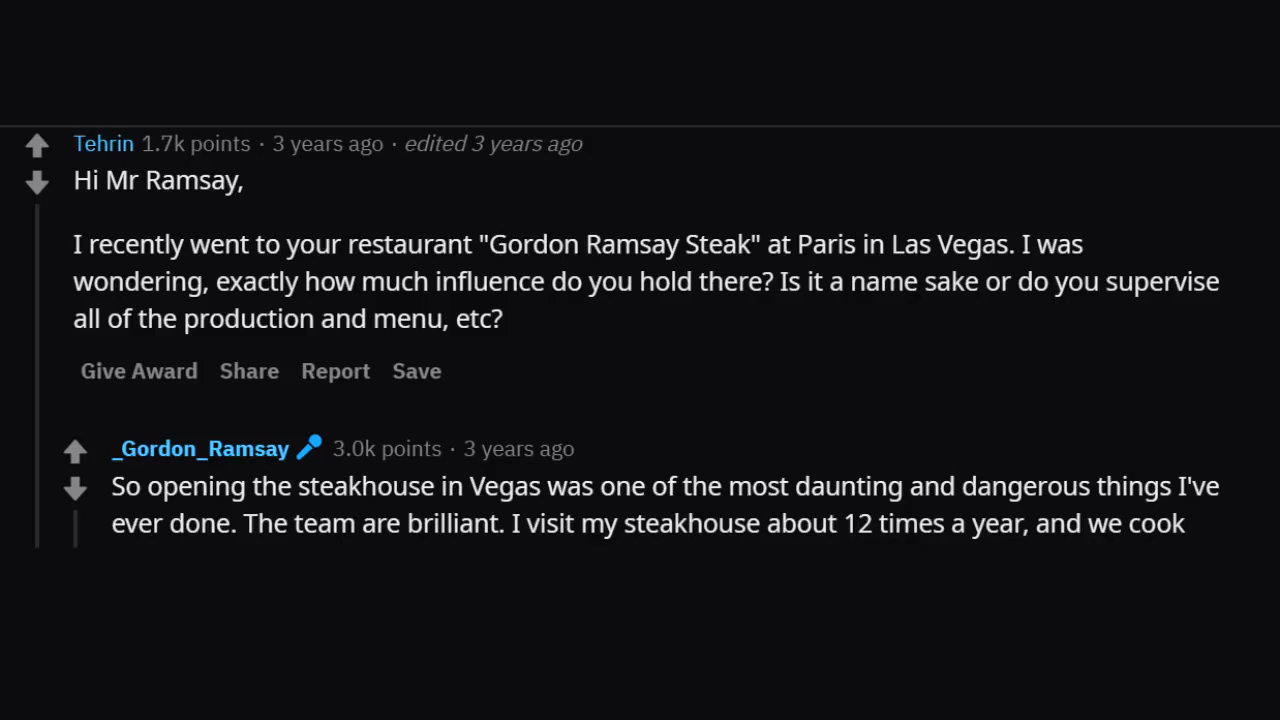 Tehrin 1.7k points · 3 years ago · edited 3 years ago
Hi Mr Ramsay,
I recently went to your restaurant "Gordon Ramsay Steak" at Paris in Las Vegas. I was
wondering, exactly how much influence do you hold there? Is it a name sake or do you supervise
all of the production and menu, etc?
Give Award Share Report Save
_Gordon_Ramsay 3.0k points · 3 years ago
So opening the steakhouse in Vegas was one of the most daunting and dangerous things I've
ever done. The team are brilliant. I visit my steakhouse about 12 times a year, and we cook